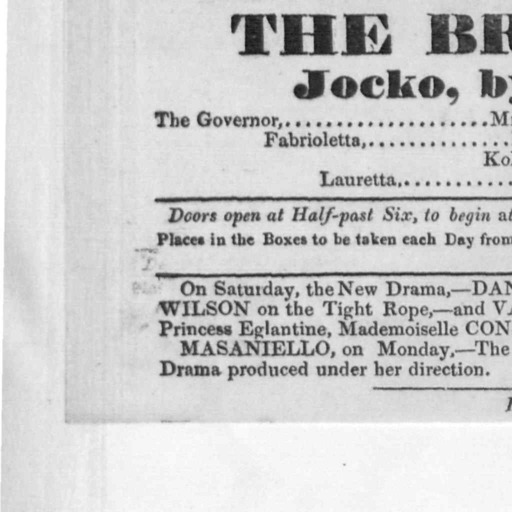 THE BR
Jocko, by
The Governor,....................M
Fabrioletta,..............
Ko
Lauretta,...........
Doors open at Half-past Six, to begin at
Places in the Boxes to be taken each Day from
On Saturday, the New Drama,—DAN
WILSON on the Tight Rope,—and VA
Princess Eglantine, Mademoiselle CON
MASANIELLO, on Monday,—The
Drama produced under her direction.